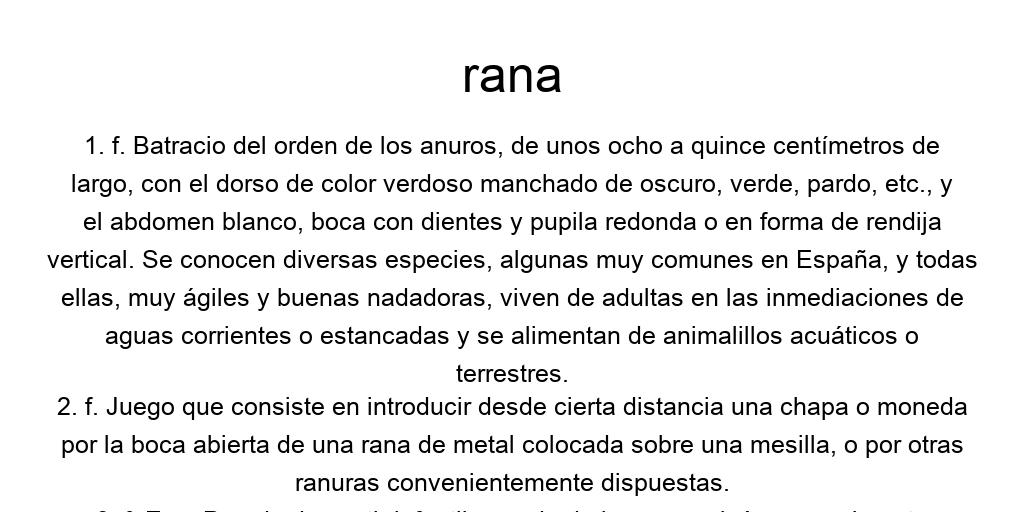 rana
1. f. Batracio del orden de los anuros, de unos ocho a quince centímetros de
largo, con el dorso de color verdoso manchado de oscuro, verde, pardo, etc., y
el abdomen blanco, boca con dientes y pupila redonda o en forma de rendija
vertical. Se conocen diversas especies, algunas muy comunes en España, y todas
ellas, muy ágiles y buenas nadadoras, viven de adultas en las inmediaciones de
aguas corrientes o estancadas y se alimentan de animalillos acuáticos o
terrestres.
2. f. Juego que consiste en introducir desde cierta distancia una chapa o moneda
por la boca abierta de una rana de metal colocada sobre una mesilla, o por otras
ranuras convenientemente dispuestas.